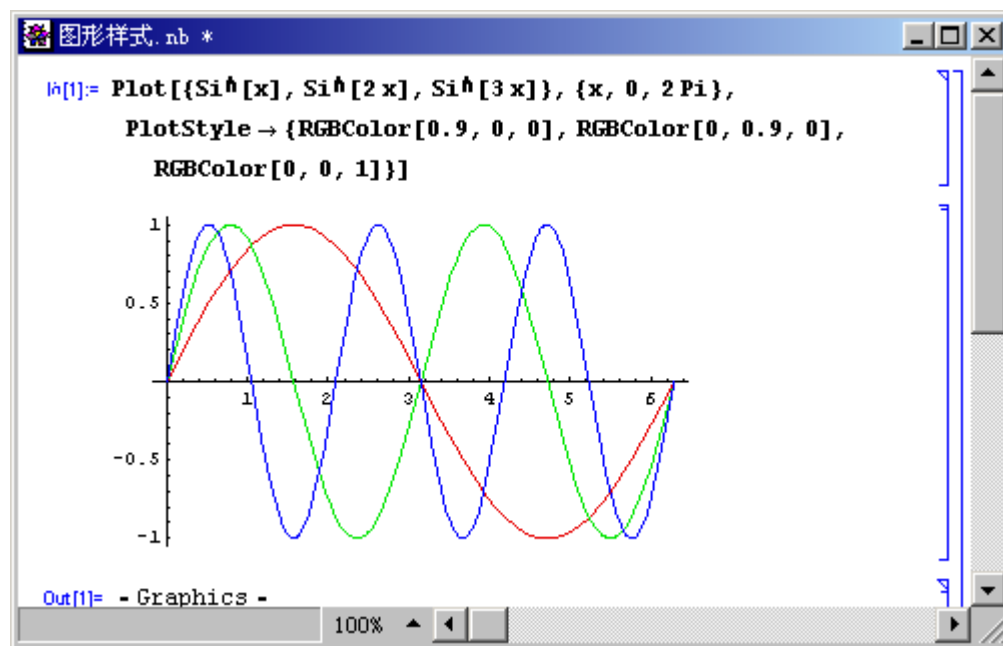 图形样式.nb *
In[1]:= Plot[{Sin[x], Sin[2 x], Sin[3 x]}, {x, 0, 2 Pi},
PlotStyle → {RGBColor[0.9, 0, 0], RGBColor[0, 0.9, 0],
RGBColor[0, 0, 1]}]
1
0.5
1 2 3 4 5 6
-0.5
-1
Out[1]= - Graphics -
100%